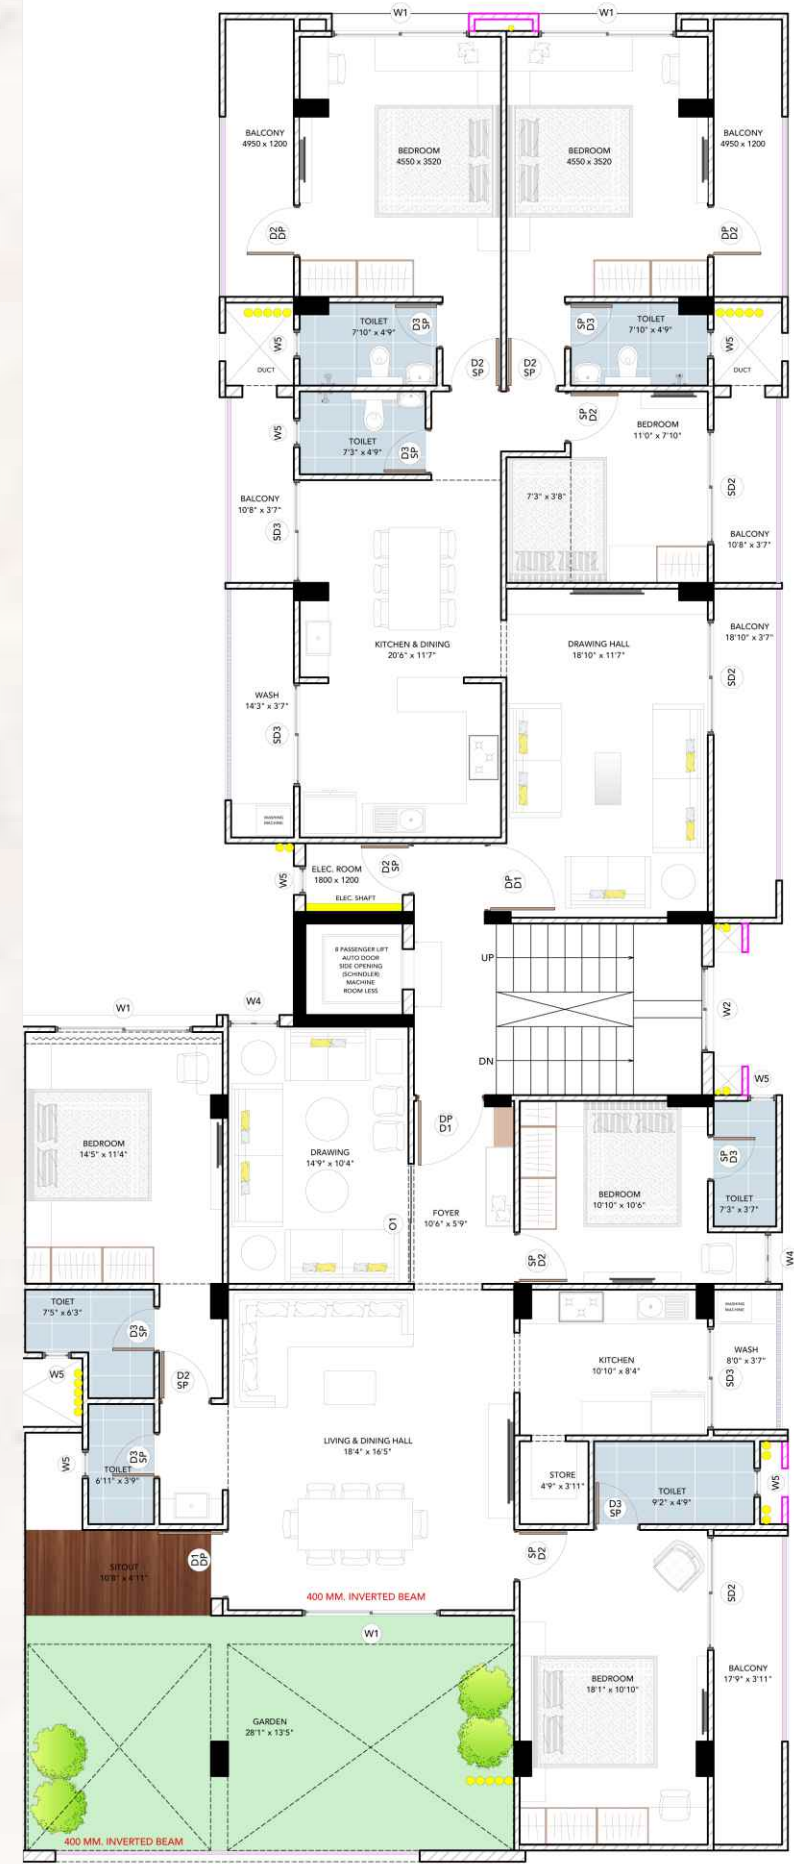 W1
W1
BALCONY
4950 x 1200
BEDROOM
4550 x 3520
BEDROOM
4550 x 3520
BALCONY
4950 x 1200
D2
DP
DP
D2
TOILET
7'10" x 4'9"
D3
SP
SP
D3
TOILET
7'10" x 4'9"
W5
W5
DUCT
DUCT
D2
SP
D2
SP
W5
TOILET
7'3" x 4'9"
D3
SP
SP
D2
BEDROOM
11'0" x 7'10"
BALCONY
10'8" x 3'7"
SD3
7'3" x 3'8"
SD2
BALCONY
10'8" x 3'7"
KITCHEN & DINING
20'6" x 11'7"
DRAWING HALL
18'10" x 11'7"
BALCONY
18'10" x 3'7"
SD2
WASH
14'3" x 3'7"
SD3
WASHING
MACHINE
W5
ELEC. ROOM
1800 x 1200
D2
SP
DP
D1
ELEC. SHAFT
8 PASSENGER LIFT
AUTO DOOR
SIDE OPENING
(SCHINDLER)
MACHINE
ROOM LESS
UP
DN
W2
W5
W1
W4
BEDROOM
14'5" x 11'4"
DRAWING
14'9" x 10'4"
DP
D1
O1
FOYER
10'6" x 5'9"
BEDROOM
10'10" x 10'6"
SP
D3
TOILET
7'3" x 3'7"
SP
D2
W4
TOIET
7'5" x 6'3"
D3
SP
W5
D2
SP
KITCHEN
10'10" x 8'4"
WASHING
MACHINE
WASH
8'0" x 3'7"
SD3
LIVING & DINING HALL
18'4" x 16'5"
W5
TOILET
6'11" x 3'9"
D3
SP
STORE
4'9" x 3'11"
D3
SP
TOILET
9'2" x 4'9"
W5
SITOUT
10'8" x 4'11"
D1
DP
SP
D2
400 MM. INVERTED BEAM
W1
SD2
GARDEN
28'1" x 13'5"
BEDROOM
18'1" x 10'10"
BALCONY
17'9" x 3'11"
400 MM. INVERTED BEAM